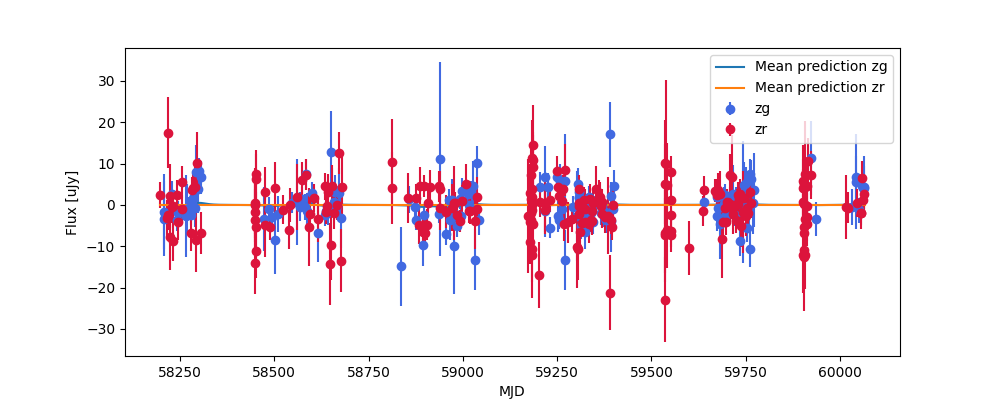 Mean prediction zg
Mean prediction zr
zg
zr
Flux [uJy]
30
20
10
0
−10
−20
−30
58250
58500
58750
59000
59250
59500
59750
60000
MJD